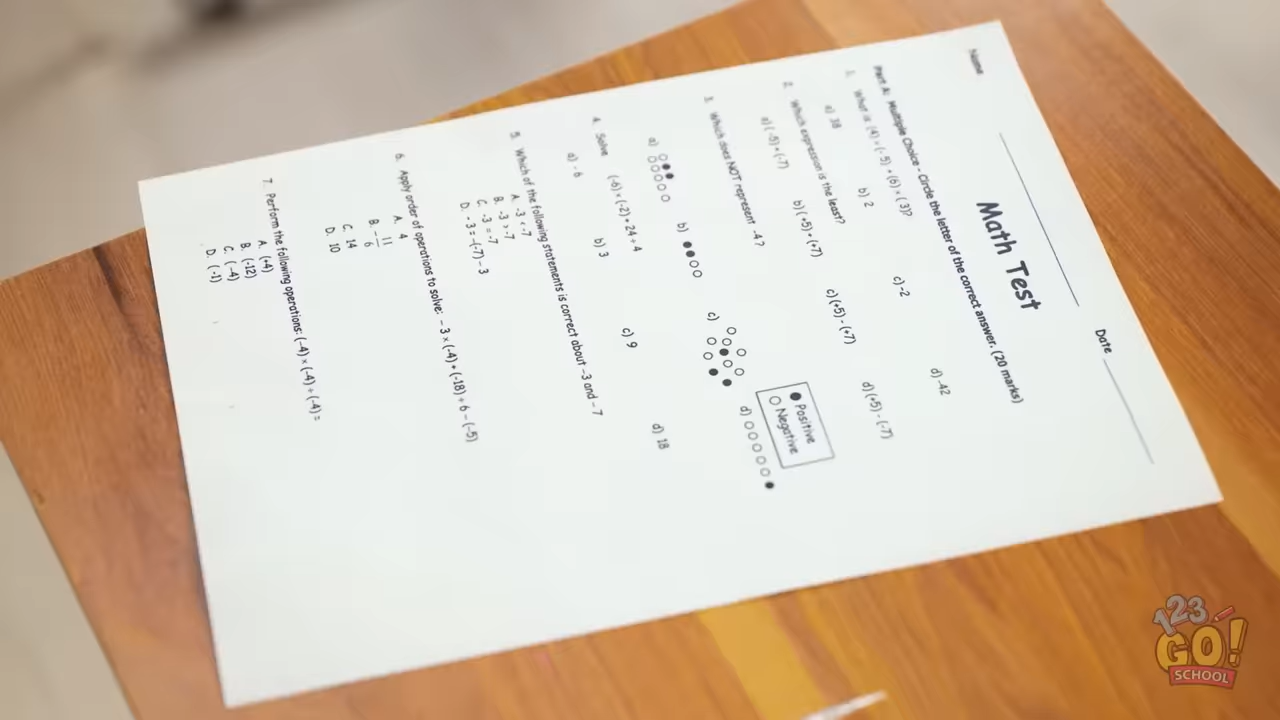 Name
Date
Math Test
Part A: Multiple Choice - Circle the letter of the correct answer. (20 marks)
1. What is (4) × (-5) + (6) × (3)?
a) 38 b) 2 c) -2 d) -42
2. Which expression is the least?
a) (-5) + (-7) b) (+5) + (+7) c) (+5) - (+7) d) (+5) - (-7)
3. Which does NOT represent -4?
Positive
Negative
a) b) c) d)
4. Solve (-6) × (-2) + 24 ÷ 4
a) -6 b) 3 c) 9 d) 18
5. Which of the following statements is correct about -3 and -7
A. -3 < -7
B. -3 > -7
C. -3 = -7
D. -3 = -(-7) - 3
6. Apply order of operations to solve: -3 × (-4) + (-18) ÷ 6 - (-5)
A. 4
11
B. -6
C. 14
D. 10
7. Perform the following operations: (-4) × (-4) ÷ (-4) =
A. (+4)
B. (-12)
C. (-4)
D. (-1)
123
GO!
SCHOOL